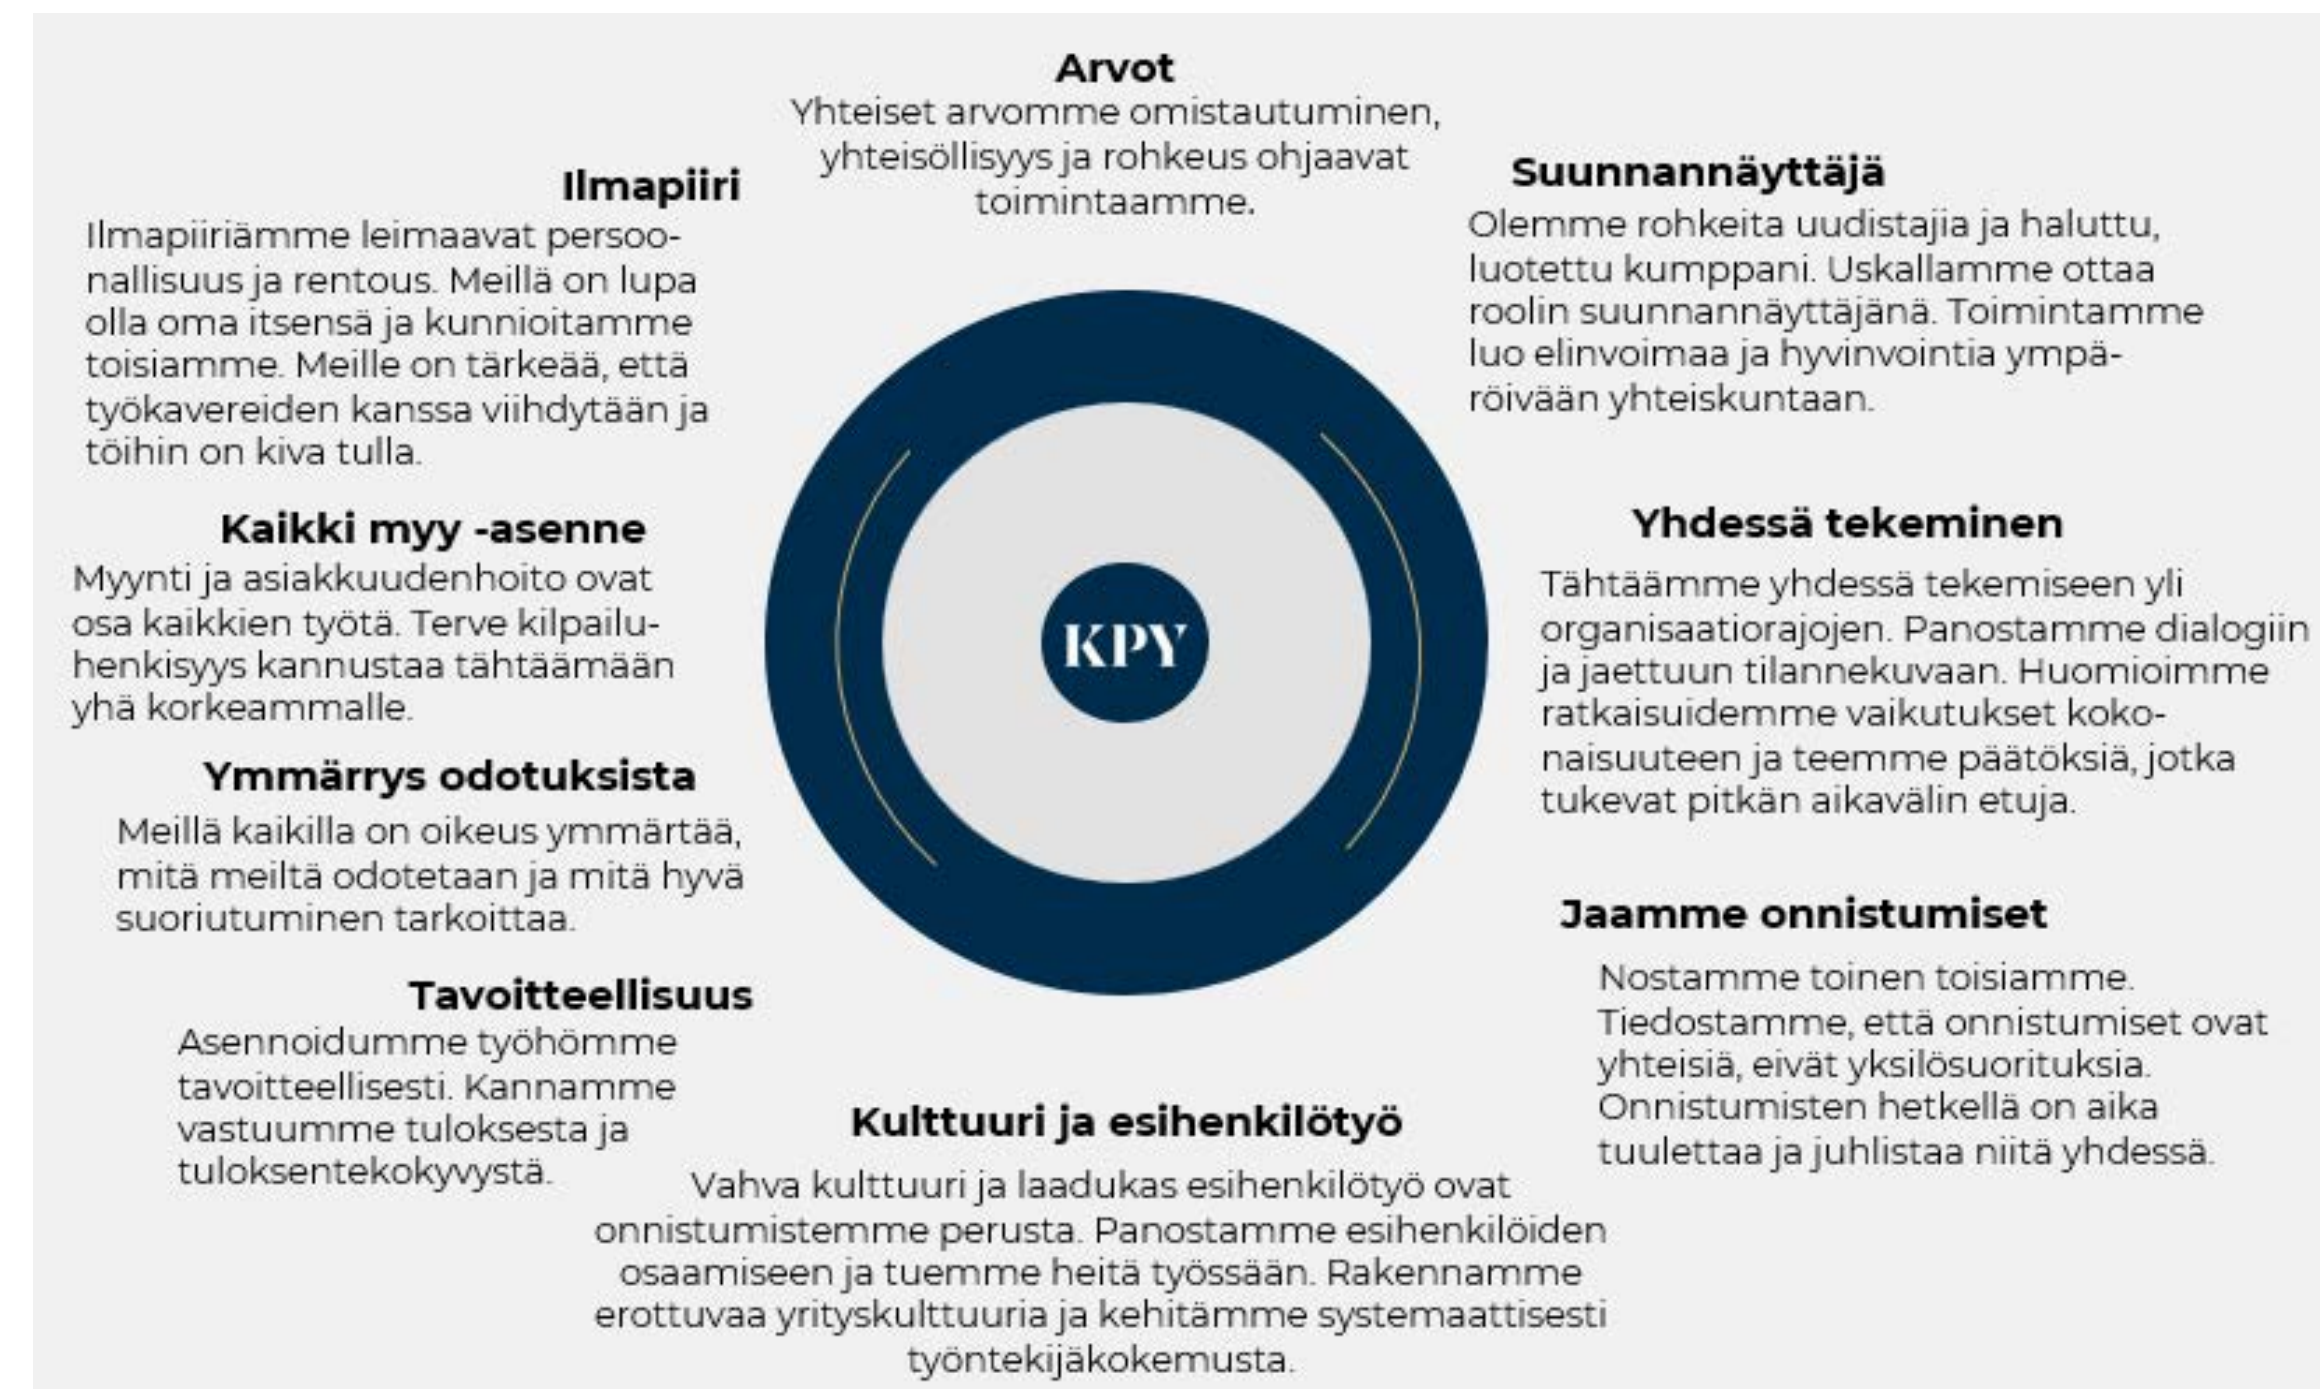 Arvot
Yhteiset arvomme omistautuminen,
yhteisöllisyys ja rohkeus ohjaavat
toimintaamme.
Suunnannäyttäjä
Olemme rohkeita uudistajia ja haluttu,
luotettu kumppani. Uskallamme ottaa
roolin suunnannäyttäjänä. Toimintamme
luo elinvoimaa ja hyvinvointia ympä-
röivään yhteiskuntaan.
Yhdessä tekeminen
Tähtäämme yhdessä tekemiseen yli
organisaatiorajojen. Panostamme dialogiin
ja jaettuun tilannekuvaan. Huomioimme
ratkaisuidemme vaikutukset koko-
naisuuteen ja teemme päätöksiä, jotka
tukevat pitkän aikavälin etuja.
Jaamme onnistumiset
Nostamme toinen toisiamme.
Tiedostamme, että onnistumiset ovat
yhteisiä, eivät yksilösuorituksia.
Onnistumisten hetkellä on aika
tuulettaa ja juhlistaa niitä yhdessä.
Kulttuuri ja esihenkilötyö
Vahva kulttuuri ja laadukas esihenkilötyö ovat
onnistumistemme perusta. Panostamme esihenkilöiden
osaamiseen ja tuemme heitä työssään. Rakennamme
erottuvaa yrityskulttuuria ja kehitämme systemaattisesti
työntekijäkokemusta.
Tavoitteellisuus
Asennoidumme työhömme
tavoitteellisesti. Kannamme
vastuumme tuloksesta ja
tuloksentekokyvystä.
Ymmärrys odotuksista
Meillä kaikilla on oikeus ymmärtää,
mitä meiltä odotetaan ja mitä hyvä
suoriutuminen tarkoittaa.
Kaikki myy -asenne
Myynti ja asiakkuudenhoito ovat
osa kaikkien työtä. Terve kilpailu-
henkisyys kannustaa tähtäämään
yhä korkeammalle.
Ilmapiiri
Ilmapiiriämme leimaavat persoo-
nallisuus ja rentous. Meillä on lupa
olla oma itsensä ja kunnioitamme
toisiamme. Meille on tärkeää, että
työkavereiden kanssa viihdytään ja
töihin on kiva tulla.
KPY